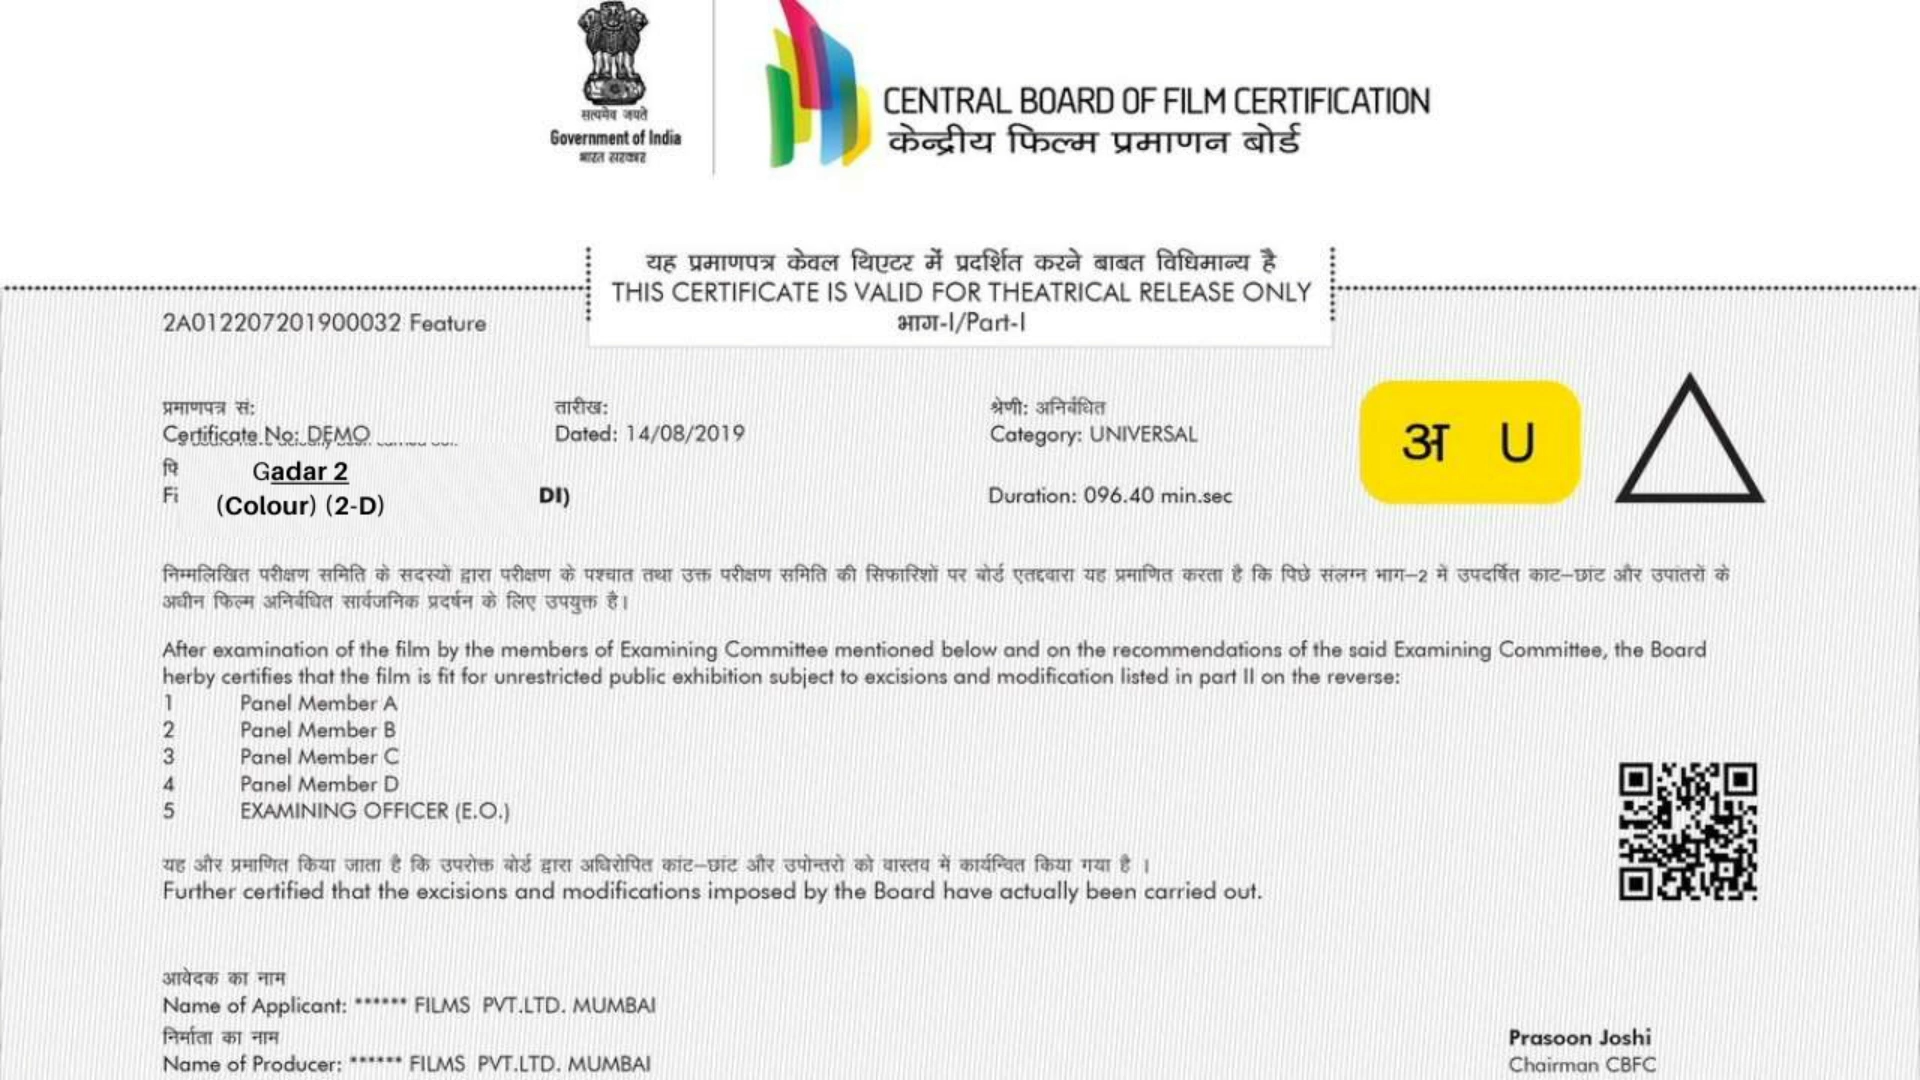 सत्यमेव जयते
Government of India
भारत सरकार
CENTRAL BOARD OF FILM CERTIFICATION
केन्द्रीय फिल्म प्रमाणन बोर्ड
यह प्रमाणपत्र केवल थिएटर में प्रदर्शित करने बाबत विधिमान्य है
THIS CERTIFICATE IS VALID FOR THEATRICAL RELEASE ONLY
भाग-I/Part-I
2A012207201900032 Feature
प्रमाणपत्र सं: तारीख: श्रेणी: अनिर्बंधित
Certificate No: DEMO Dated: 14/08/2019 Category: UNIVERSAL
अ U
Gadar 2
(Colour) (2-D) DI) Duration: 096.40 min.sec
निम्मलिखित परीक्षण समिति के सदस्यों द्वारा परीक्षण के पश्चात तथा उक्त परीक्षण समिति की सिफारिशों पर बोर्ड एतद्दवारा यह प्रमाणित करता है कि पिछे संलग्न भाग–2 में उपदर्षित काट–छांट और उपांतरों के
अधीन फिल्म अनिर्बंधित सार्वजनिक प्रदर्षन के लिए उपयुक्त है।
After examination of the film by the members of Examining Committee mentioned below and on the recommendations of the said Examining Committee, the Board
herby certifies that the film is fit for unrestricted public exhibition subject to excisions and modification listed in part II on the reverse:
1 Panel Member A
2 Panel Member B
3 Panel Member C
4 Panel Member D
5 EXAMINING OFFICER (E.O.)
यह और प्रमाणित किया जाता है कि उपरोक्त बोर्ड द्वारा अधिरोपित कांट–छांट और उपोन्तरो को वास्तव में कार्यन्वित किया गया है ।
Further certified that the excisions and modifications imposed by the Board have actually been carried out.
आवेदक का नाम
Name of Applicant: ****** FILMS PVT.LTD. MUMBAI
निर्माता का नाम
Name of Producer: ****** FILMS PVT.LTD. MUMBAI
Prasoon Joshi
Chairman CBFC